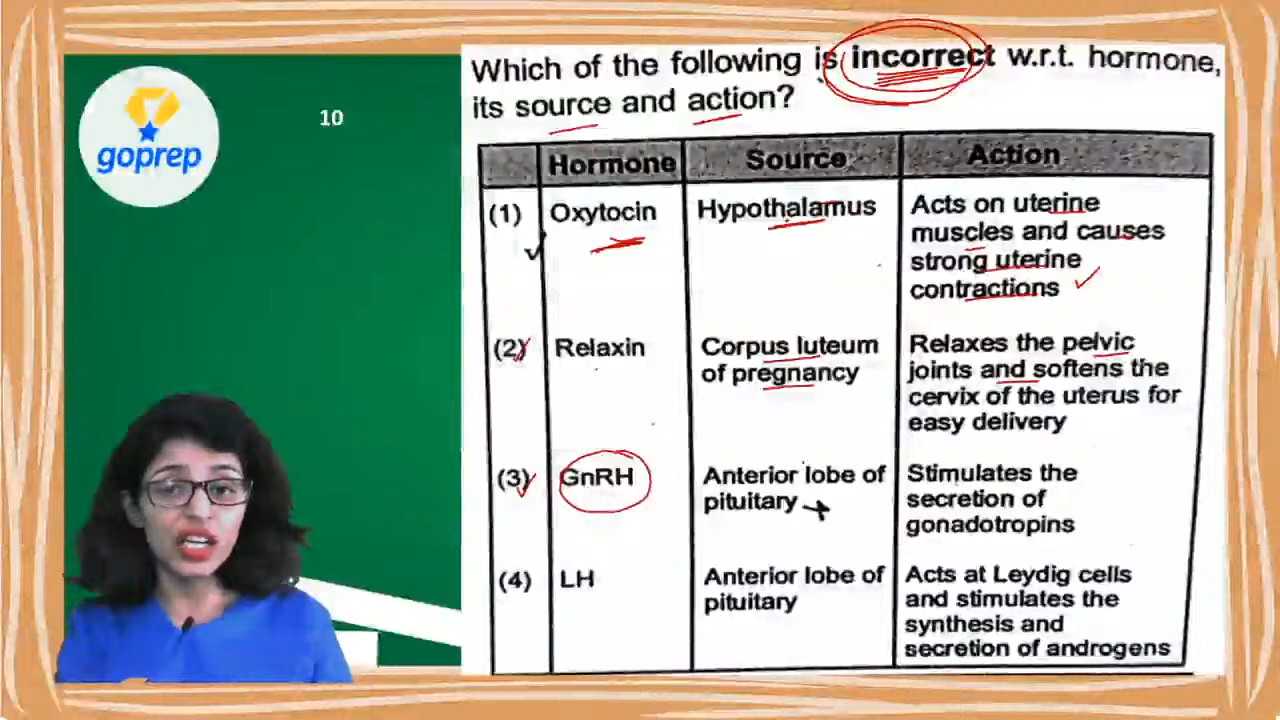 goprep
10
Which of the following is incorrect w.r.t. hormone,
its source and action?
Hormone Source Action
(1) Oxytocin Hypothalamus Acts on uterine
muscles and causes
strong uterine
contractions
(2) Relaxin Corpus luteum Relaxes the pelvic
of pregnancy joints and softens the
cervix of the uterus for
easy delivery
(3) GnRH Anterior lobe of Stimulates the
pituitary secretion of
gonadotropins
(4) LH Anterior lobe of Acts at Leydig cells
pituitary and stimulates the
synthesis and
secretion of androgens